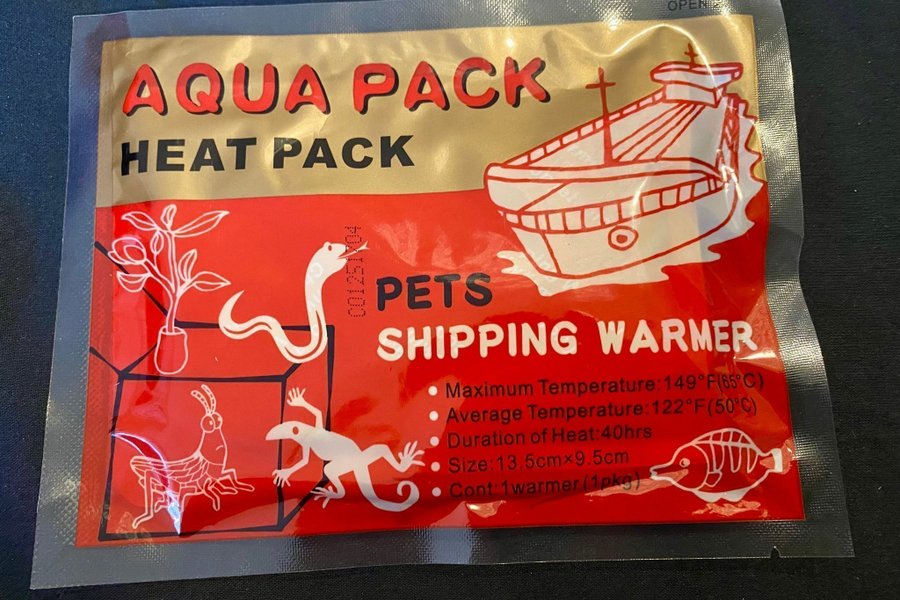 OPEN
AQUA PACK
HEAT PACK
PETS
SHIPPING WARMER
Maximum Temperature:149°F(65°C)
Average Temperature:122°F(50°C)
Duration of Heat:40hrs
Size:13.5cm×9.5cm
Cont:1warmer(1pkg)